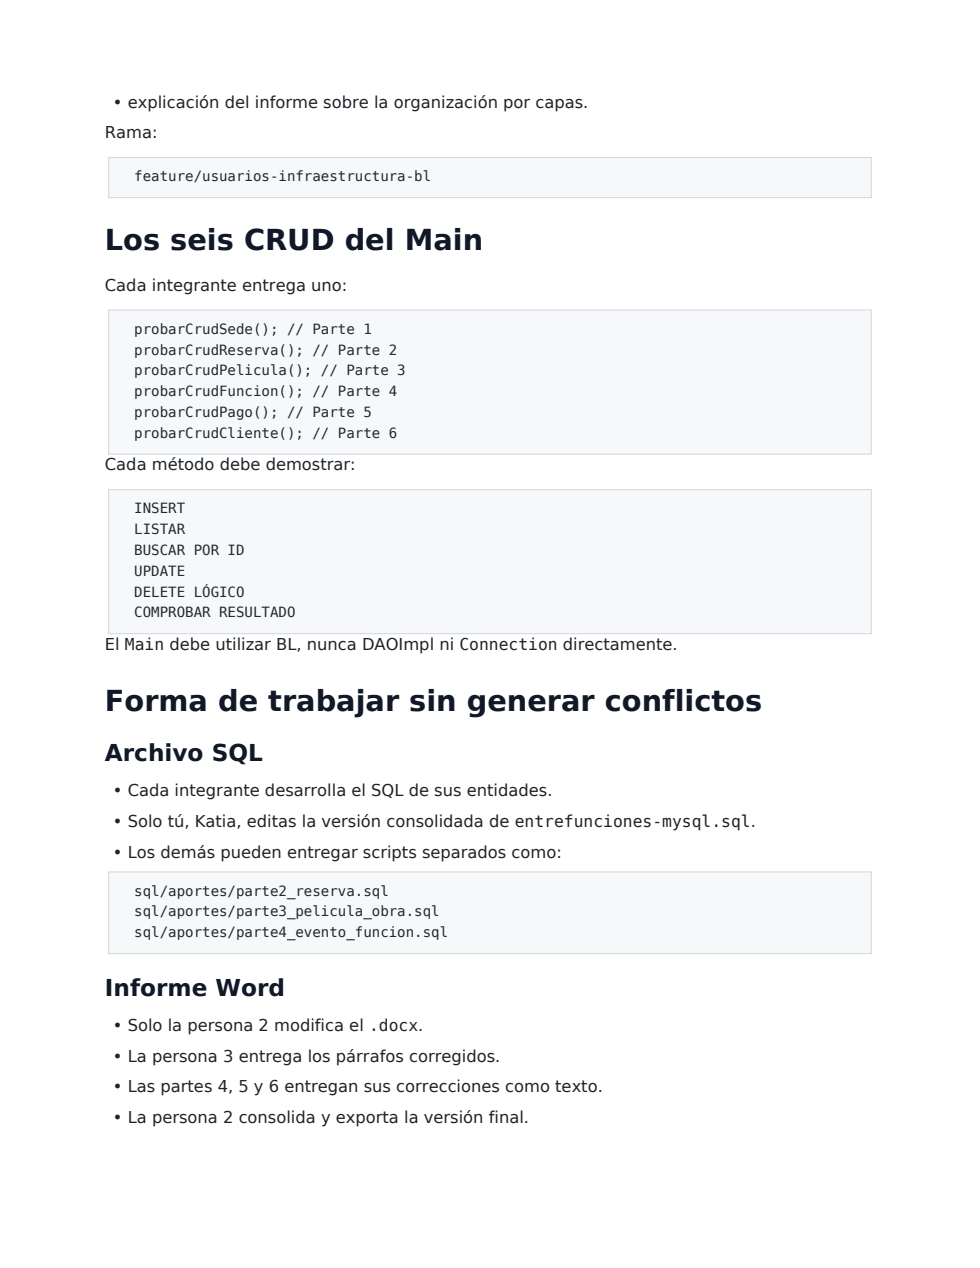 • explicación del informe sobre la organización por capas.
Rama:
feature/usuarios-infraestructura-bl
Los seis CRUD del Main
Cada integrante entrega uno:
probarCrudSede(); // Parte 1
probarCrudReserva(); // Parte 2
probarCrudPelicula(); // Parte 3
probarCrudFuncion(); // Parte 4
probarCrudPago(); // Parte 5
probarCrudCliente(); // Parte 6
Cada método debe demostrar:
INSERT
LISTAR
BUSCAR POR ID
UPDATE
DELETE LÓGICO
COMPROBAR RESULTADO
El Main debe utilizar BL, nunca DAOImpl ni Connection directamente.
Forma de trabajar sin generar conflictos
Archivo SQL
• Cada integrante desarrolla el SQL de sus entidades.
• Solo tú, Katia, editas la versión consolidada de entrefunciones-mysql.sql.
• Los demás pueden entregar scripts separados como:
sql/aportes/parte2_reserva.sql
sql/aportes/parte3_pelicula_obra.sql
sql/aportes/parte4_evento_funcion.sql
Informe Word
• Solo la persona 2 modifica el .docx.
• La persona 3 entrega los párrafos corregidos.
• Las partes 4, 5 y 6 entregan sus correcciones como texto.
• La persona 2 consolida y exporta la versión final.